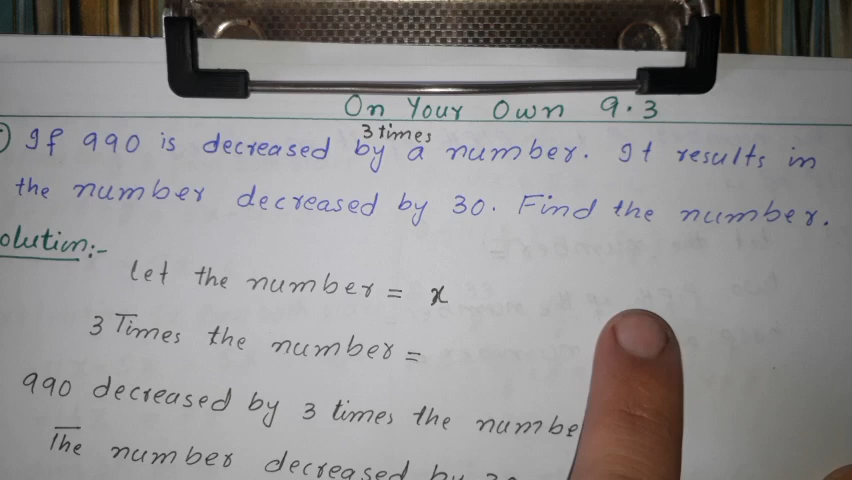 On Your Own 9.3
If 990 is decreased by 3 times a number. It results in
the number decreased by 30. Find the number.
olution:-
let the number = x
3 Times the number =
990 decreased by 3 times the numbe
The number decreased by 30